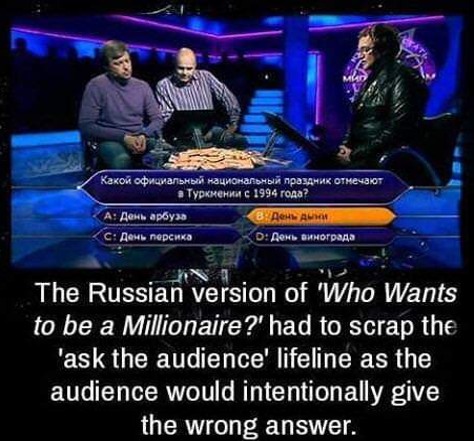 Какой официальный национальный праздник отмечают
в Туркмении с 1994 года?
A: День арбуза
B: День дыни
C: День персика
D: День винограда
The Russian version of 'Who Wants
to be a Millionaire?' had to scrap the
'ask the audience' lifeline as the
audience would intentionally give
the wrong answer.